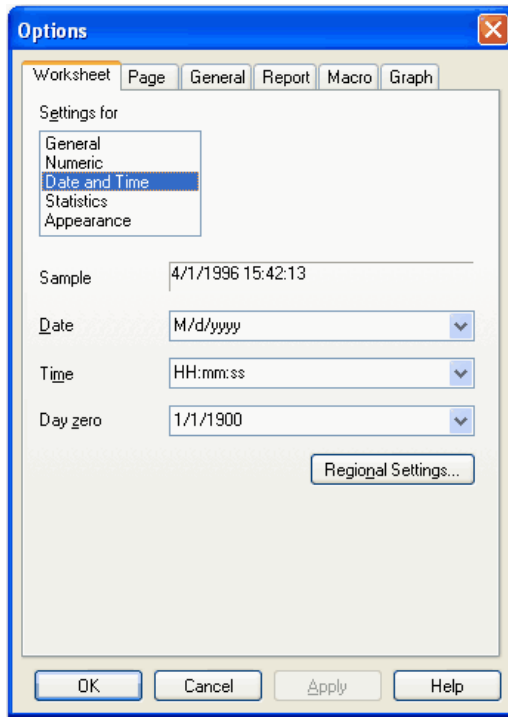 Options
Worksheet Page General Report Macro Graph
Settings for
General
Numeric
Date and Time
Statistics
Appearance
Sample 4/1/1996 15:42:13
Date M/d/yyyy
Time HH:mm:ss
Day zero 1/1/1900
Regional Settings...
OK Cancel Apply Help